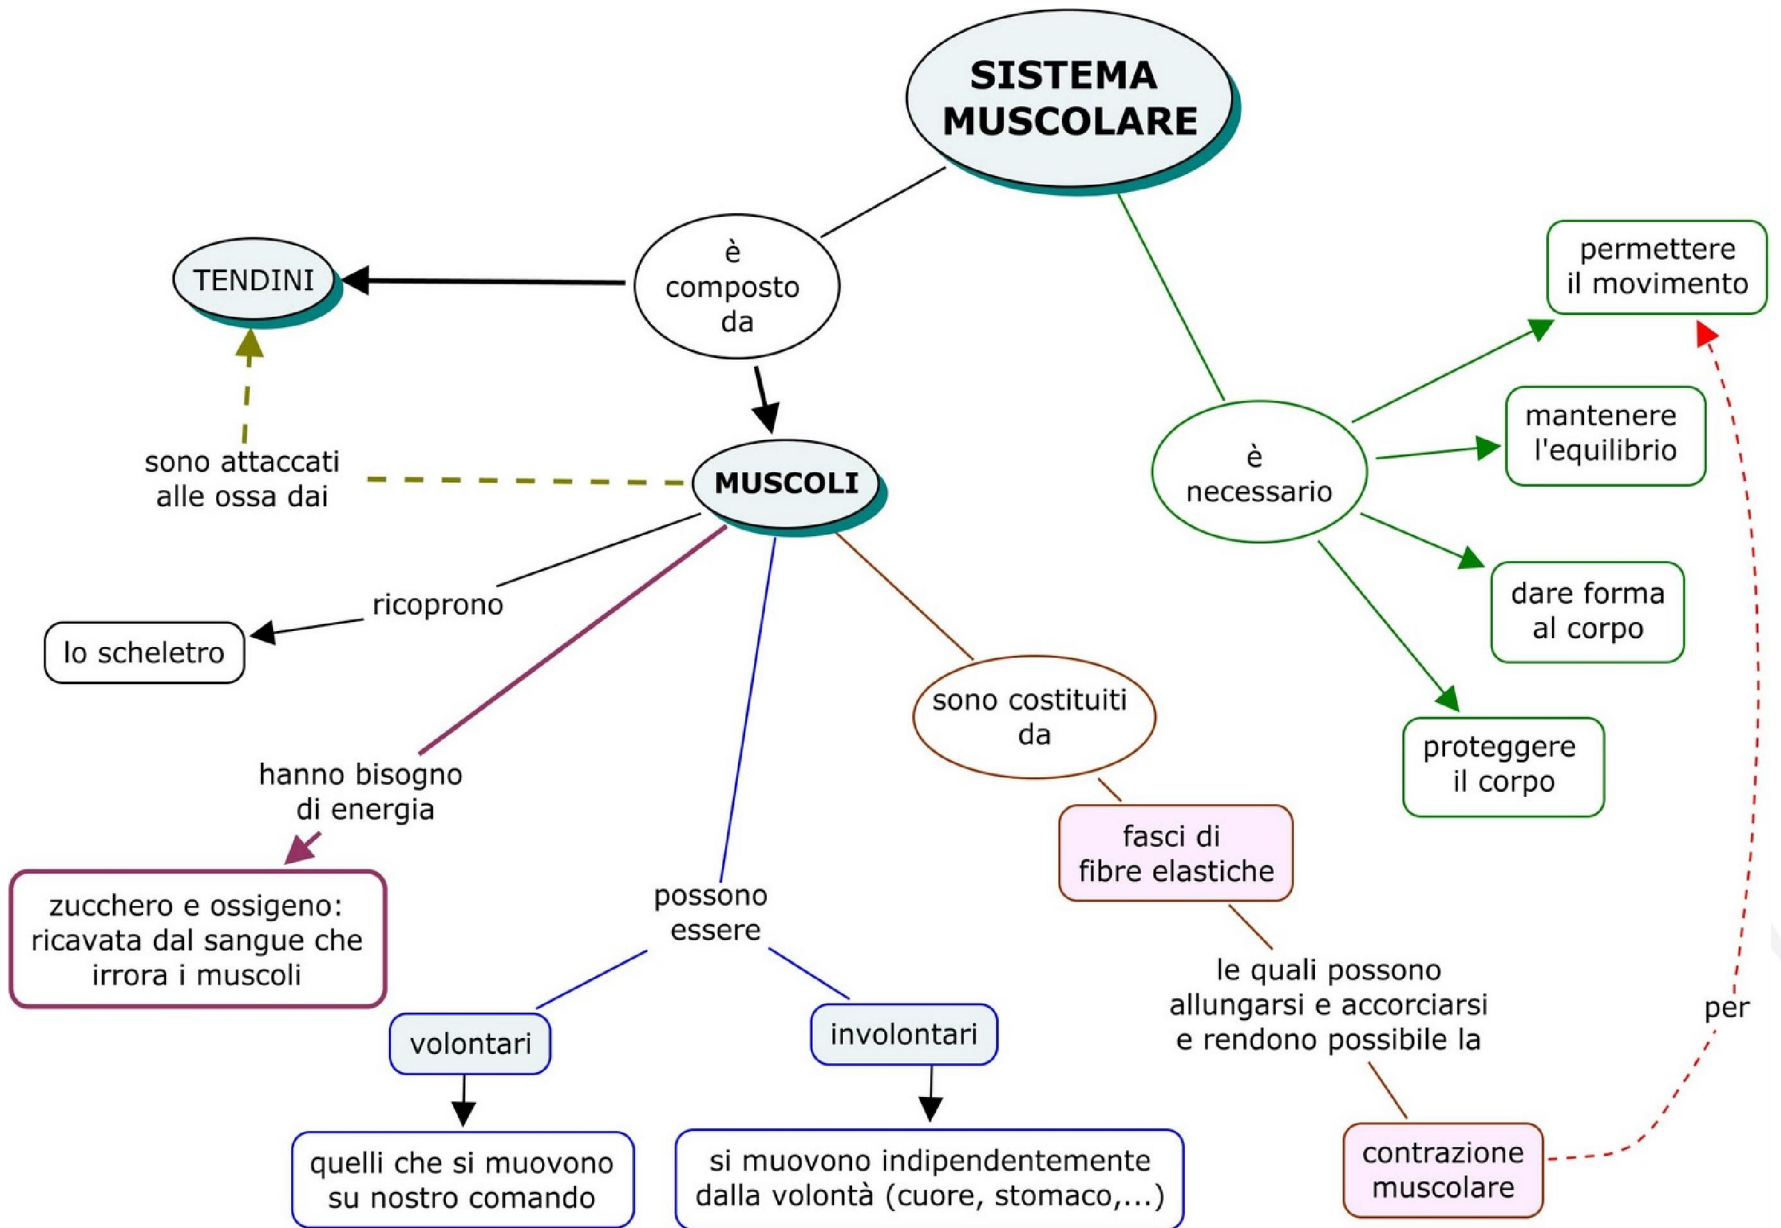 SISTEMA
MUSCOLARE
è
composto
da
TENDINI
sono attaccati
alle ossa dai
MUSCOLI
ricoprono
lo scheletro
hanno bisogno
di energia
zucchero e ossigeno:
ricavata dal sangue che
irrora i muscoli
possono
essere
volontari
quelli che si muovono
su nostro comando
involontari
si muovono indipendentemente
dalla volontà (cuore, stomaco,...)
sono costituiti
da
fasci di
fibre elastiche
le quali possono
allungarsi e accorciarsi
e rendono possibile la
contrazione
muscolare
per
è
necessario
permettere
il movimento
mantenere
l'equilibrio
dare forma
al corpo
proteggere
il corpo